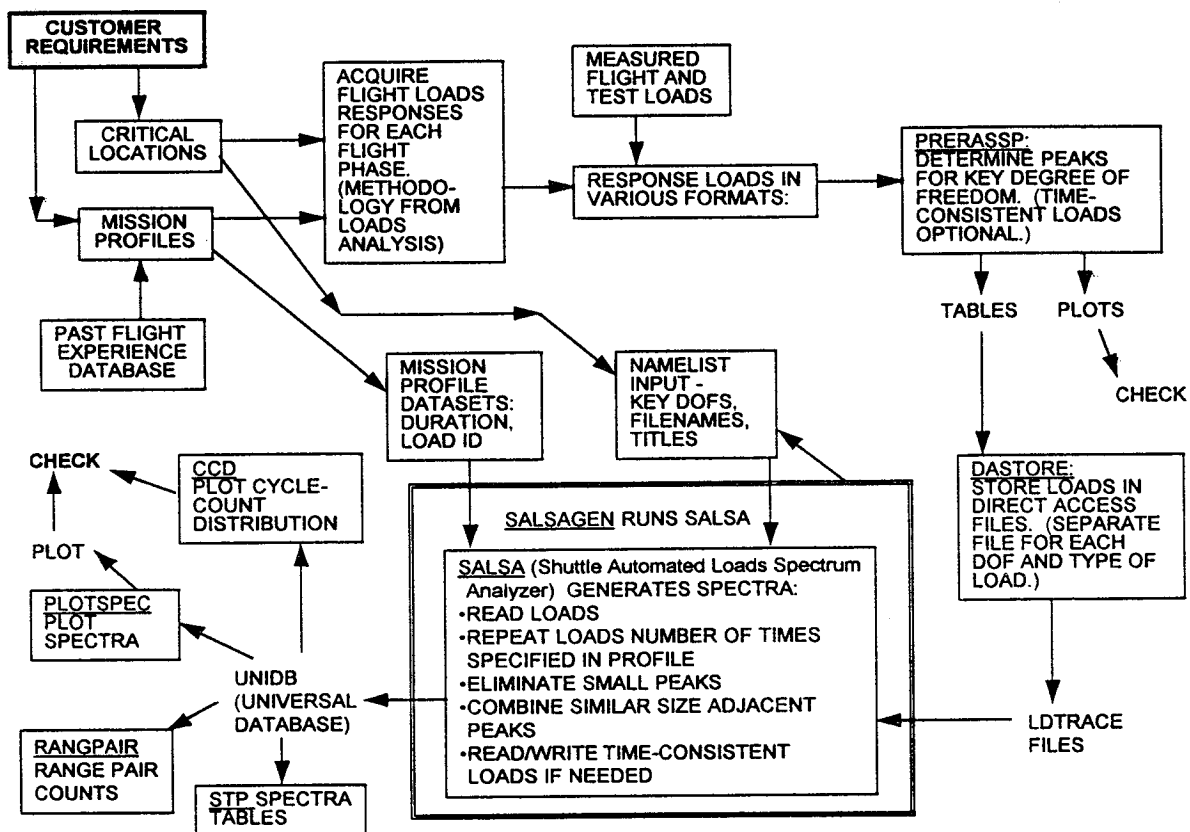 CUSTOMER
REQUIREMENTS
CRITICAL
LOCATIONS
MISSION
PROFILES
PAST FLIGHT
EXPERIENCE
DATABASE
ACQUIRE
FLIGHT LOADS
RESPONSES
FOR EACH
FLIGHT
PHASE.
(METHODO-
LOGY FROM
LOADS
ANALYSIS)
MEASURED
FLIGHT AND
TEST LOADS
RESPONSE LOADS IN
VARIOUS FORMATS:
PRERASSP:
DETERMINE PEAKS
FOR KEY DEGREE OF
FREEDOM. (TIME-
CONSISTENT LOADS
OPTIONAL.)
TABLES
PLOTS
CHECK
MISSION
PROFILE
DATASETS:
DURATION,
LOAD ID
NAMELIST
INPUT -
KEY DOFS,
FILENAMES,
TITLES
DASTORE:
STORE LOADS IN
DIRECT ACCESS
FILES. (SEPARATE
FILE FOR EACH
DOF AND TYPE OF
LOAD.)
LDTRACE
FILES
SALSAGEN RUNS SALSA
SALSA (Shuttle Automated Loads Spectrum
Analyzer) GENERATES SPECTRA:
•READ LOADS
•REPEAT LOADS NUMBER OF TIMES
SPECIFIED IN PROFILE
•ELIMINATE SMALL PEAKS
•COMBINE SIMILAR SIZE ADJACENT
PEAKS
•READ/WRITE TIME-CONSISTENT
LOADS IF NEEDED
UNIDB
(UNIVERSAL
DATABASE)
CCD
PLOT CYCLE-
COUNT
DISTRIBUTION
CHECK
PLOT
PLOTSPEC
PLOT
SPECTRA
RANGPAIR
RANGE PAIR
COUNTS
STP SPECTRA
TABLES